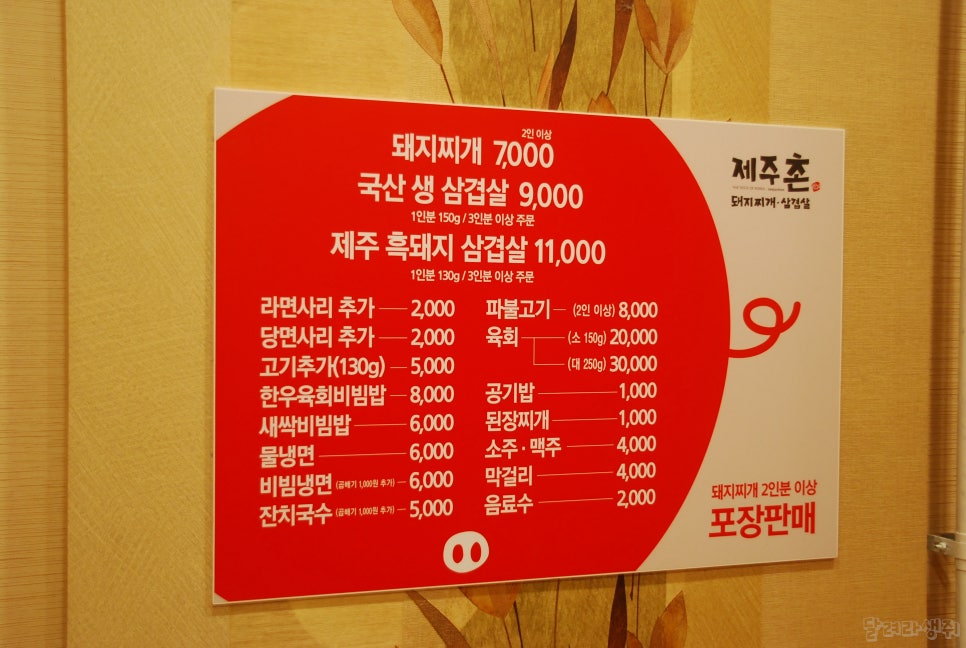 2인 이상
돼지찌개 7,000
국산 생 삼겹살 9,000
1인분 150g / 3인분 이상 주문
제주 흑돼지 삼겹살 11,000
1인분 130g / 3인분 이상 주문
라면사리 추가 2,000
당면사리 추가 2,000
고기추가(130g) 5,000
한우육회비빔밥 8,000
새싹비빔밥 6,000
물냉면 6,000
비빔냉면 (곱배기 1,000원 추가) 6,000
잔치국수 (곱배기 1,000원 추가) 5,000
파불고기 (2인 이상) 8,000
육회 (소 150g) 20,000
(대 250g) 30,000
공기밥 1,000
된장찌개 1,000
소주 · 맥주 4,000
막걸리 4,000
음료수 2,000
제주촌
돼지찌개 · 삼겹살
돼지찌개 2인분 이상
포장판매
달려라생쥐